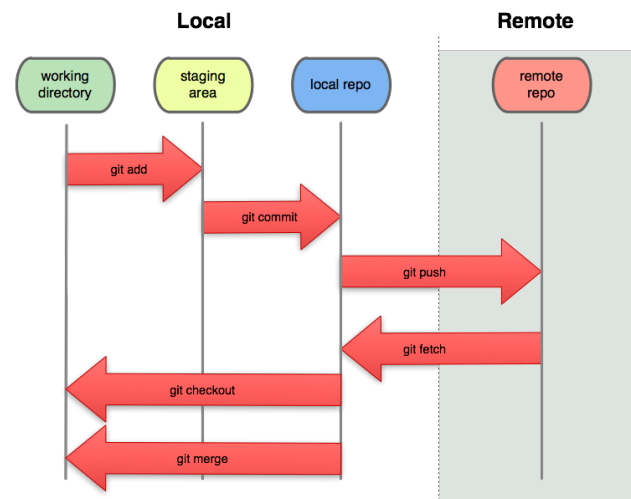 Local
Remote
working
directory
staging
area
local repo
remote
repo
git add
git commit
git push
git fetch
git checkout
git merge